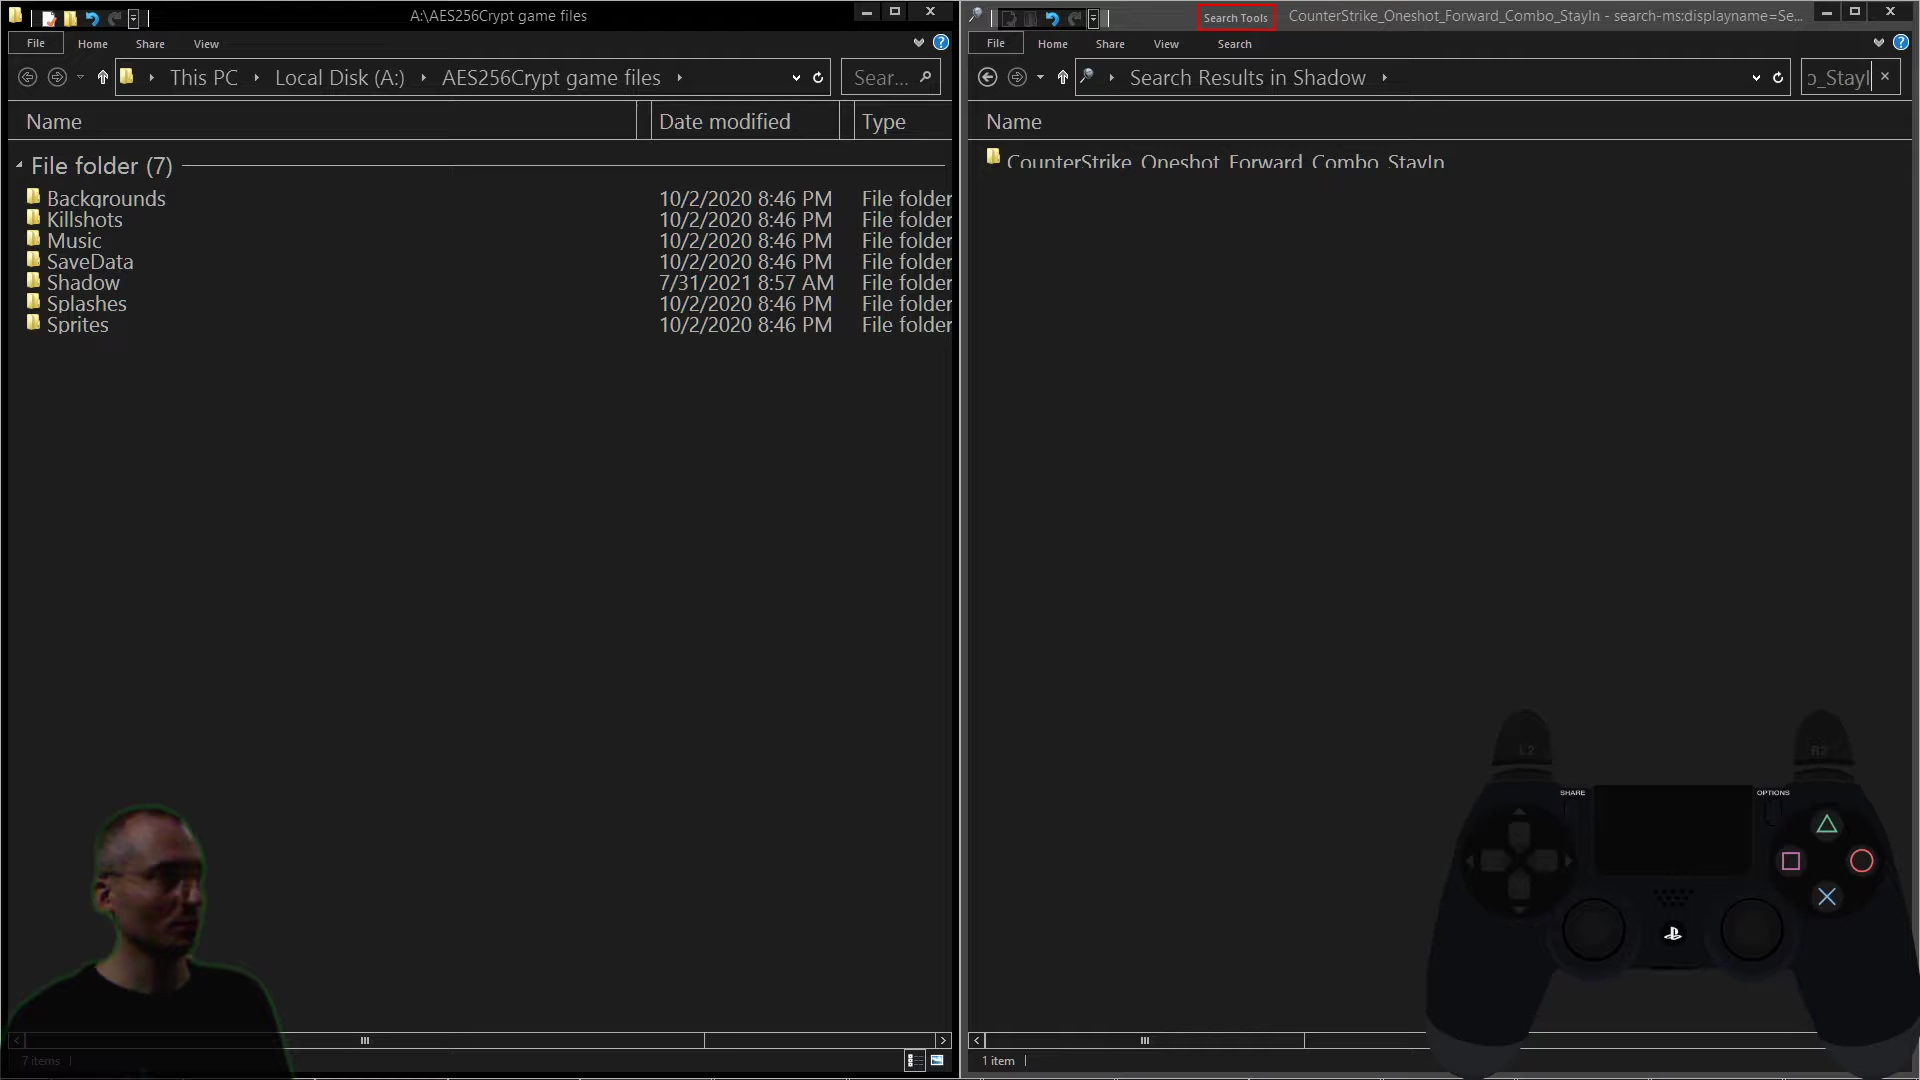 A:\AES256Crypt game files
File
Home
Share
View
This PC
Local Disk (A:)
AES256Crypt game files
Sear...
Name
Date modified
Type
File folder (7)
Backgrounds 10/2/2020 8:46 PM File folder
Killshots 10/2/2020 8:46 PM File folder
Music 10/2/2020 8:46 PM File folder
SaveData 10/2/2020 8:46 PM File folder
Shadow 7/31/2021 8:57 AM File folder
Splashes 10/2/2020 8:46 PM File folder
Sprites 10/2/2020 8:46 PM File folder
7 items
Search Tools
CounterStrike_Oneshot_Forward_Combo_StayIn - search-ms:displayname=Se...
File
Home
Share
View
Search
Search Results in Shadow
o_StayI
Name
CounterStrike_Oneshot_Forward_Combo_StayIn
1 item
L2
R2
SHARE
OPTIONS